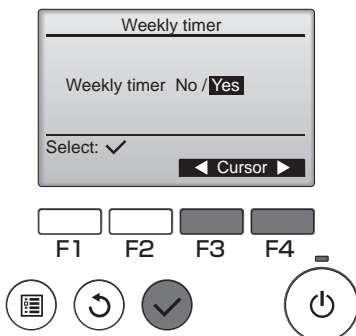 Weekly timer
Weekly timer No / Yes
Select: ✓
◀ Cursor ▶
F1 F2 F3 F4